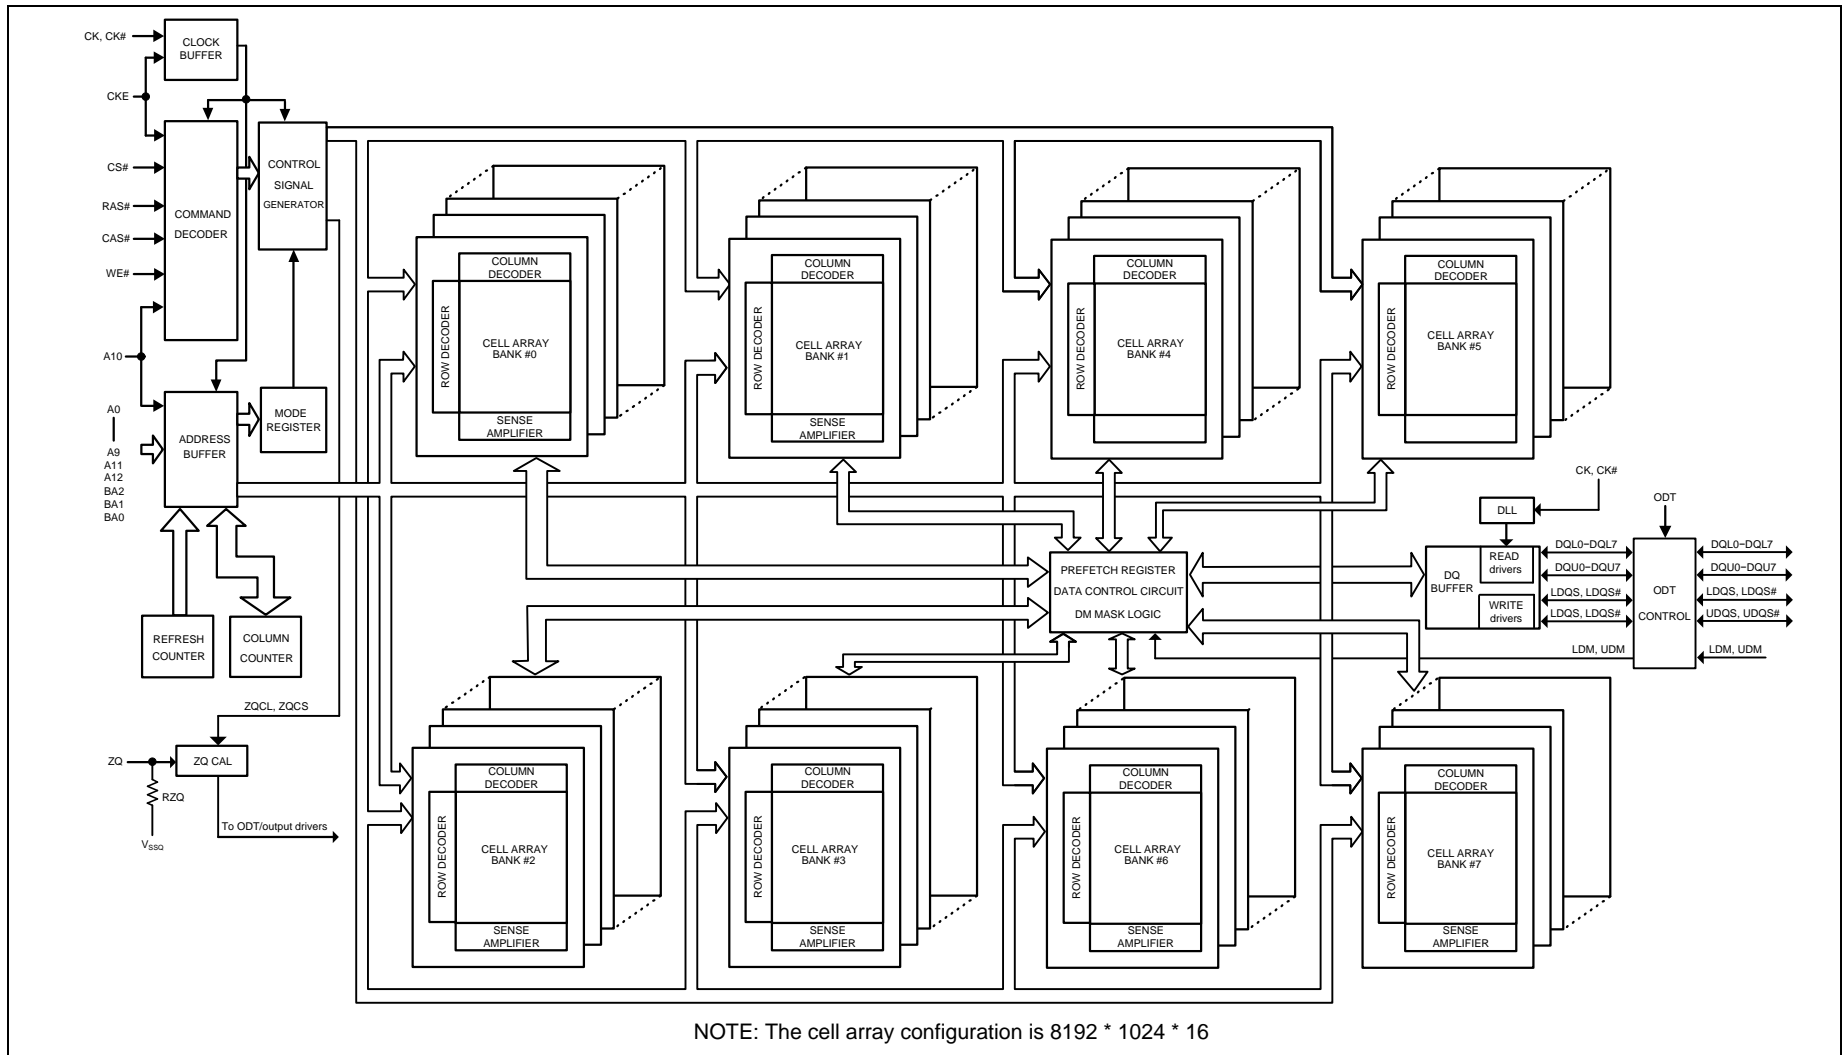 CK, CK#
CLOCK
BUFFER
CKE
CS#
RAS#
CAS#
WE#
COMMAND
DECODER
CONTROL
SIGNAL
GENERATOR
A10
A0
A9
A11
A12
BA2
BA1
BA0
ADDRESS
BUFFER
MODE
REGISTER
REFRESH
COUNTER
COLUMN
COUNTER
ZQCL, ZQCS
ZQ
ZQ CAL
RZQ
VSSQ
To ODT/output drivers
COLUMN
DECODER
ROW DECODER
CELL ARRAY
BANK #0
SENSE
AMPLIFIER
COLUMN
DECODER
ROW DECODER
CELL ARRAY
BANK #1
SENSE
AMPLIFIER
COLUMN
DECODER
ROW DECODER
CELL ARRAY
BANK #4
COLUMN
DECODER
ROW DECODER
CELL ARRAY
BANK #5
PREFETCH REGISTER
DATA CONTROL CIRCUIT
DM MASK LOGIC
CK, CK#
DLL
ODT
DQ
BUFFER
READ
drivers
WRITE
drivers
DQL0~DQL7
DQU0~DQU7
LDQS, LDQS#
LDQS, LDQS#
LDM, UDM
ODT
CONTROL
DQL0~DQL7
DQU0~DQU7
LDQS, LDQS#
UDQS, UDQS#
LDM, UDM
COLUMN
DECODER
ROW DECODER
CELL ARRAY
BANK #2
SENSE
AMPLIFIER
COLUMN
DECODER
ROW DECODER
CELL ARRAY
BANK #3
SENSE
AMPLIFIER
COLUMN
DECODER
ROW DECODER
CELL ARRAY
BANK #6
SENSE
AMPLIFIER
COLUMN
DECODER
ROW DECODER
CELL ARRAY
BANK #7
SENSE
AMPLIFIER
NOTE: The cell array configuration is 8192 * 1024 * 16